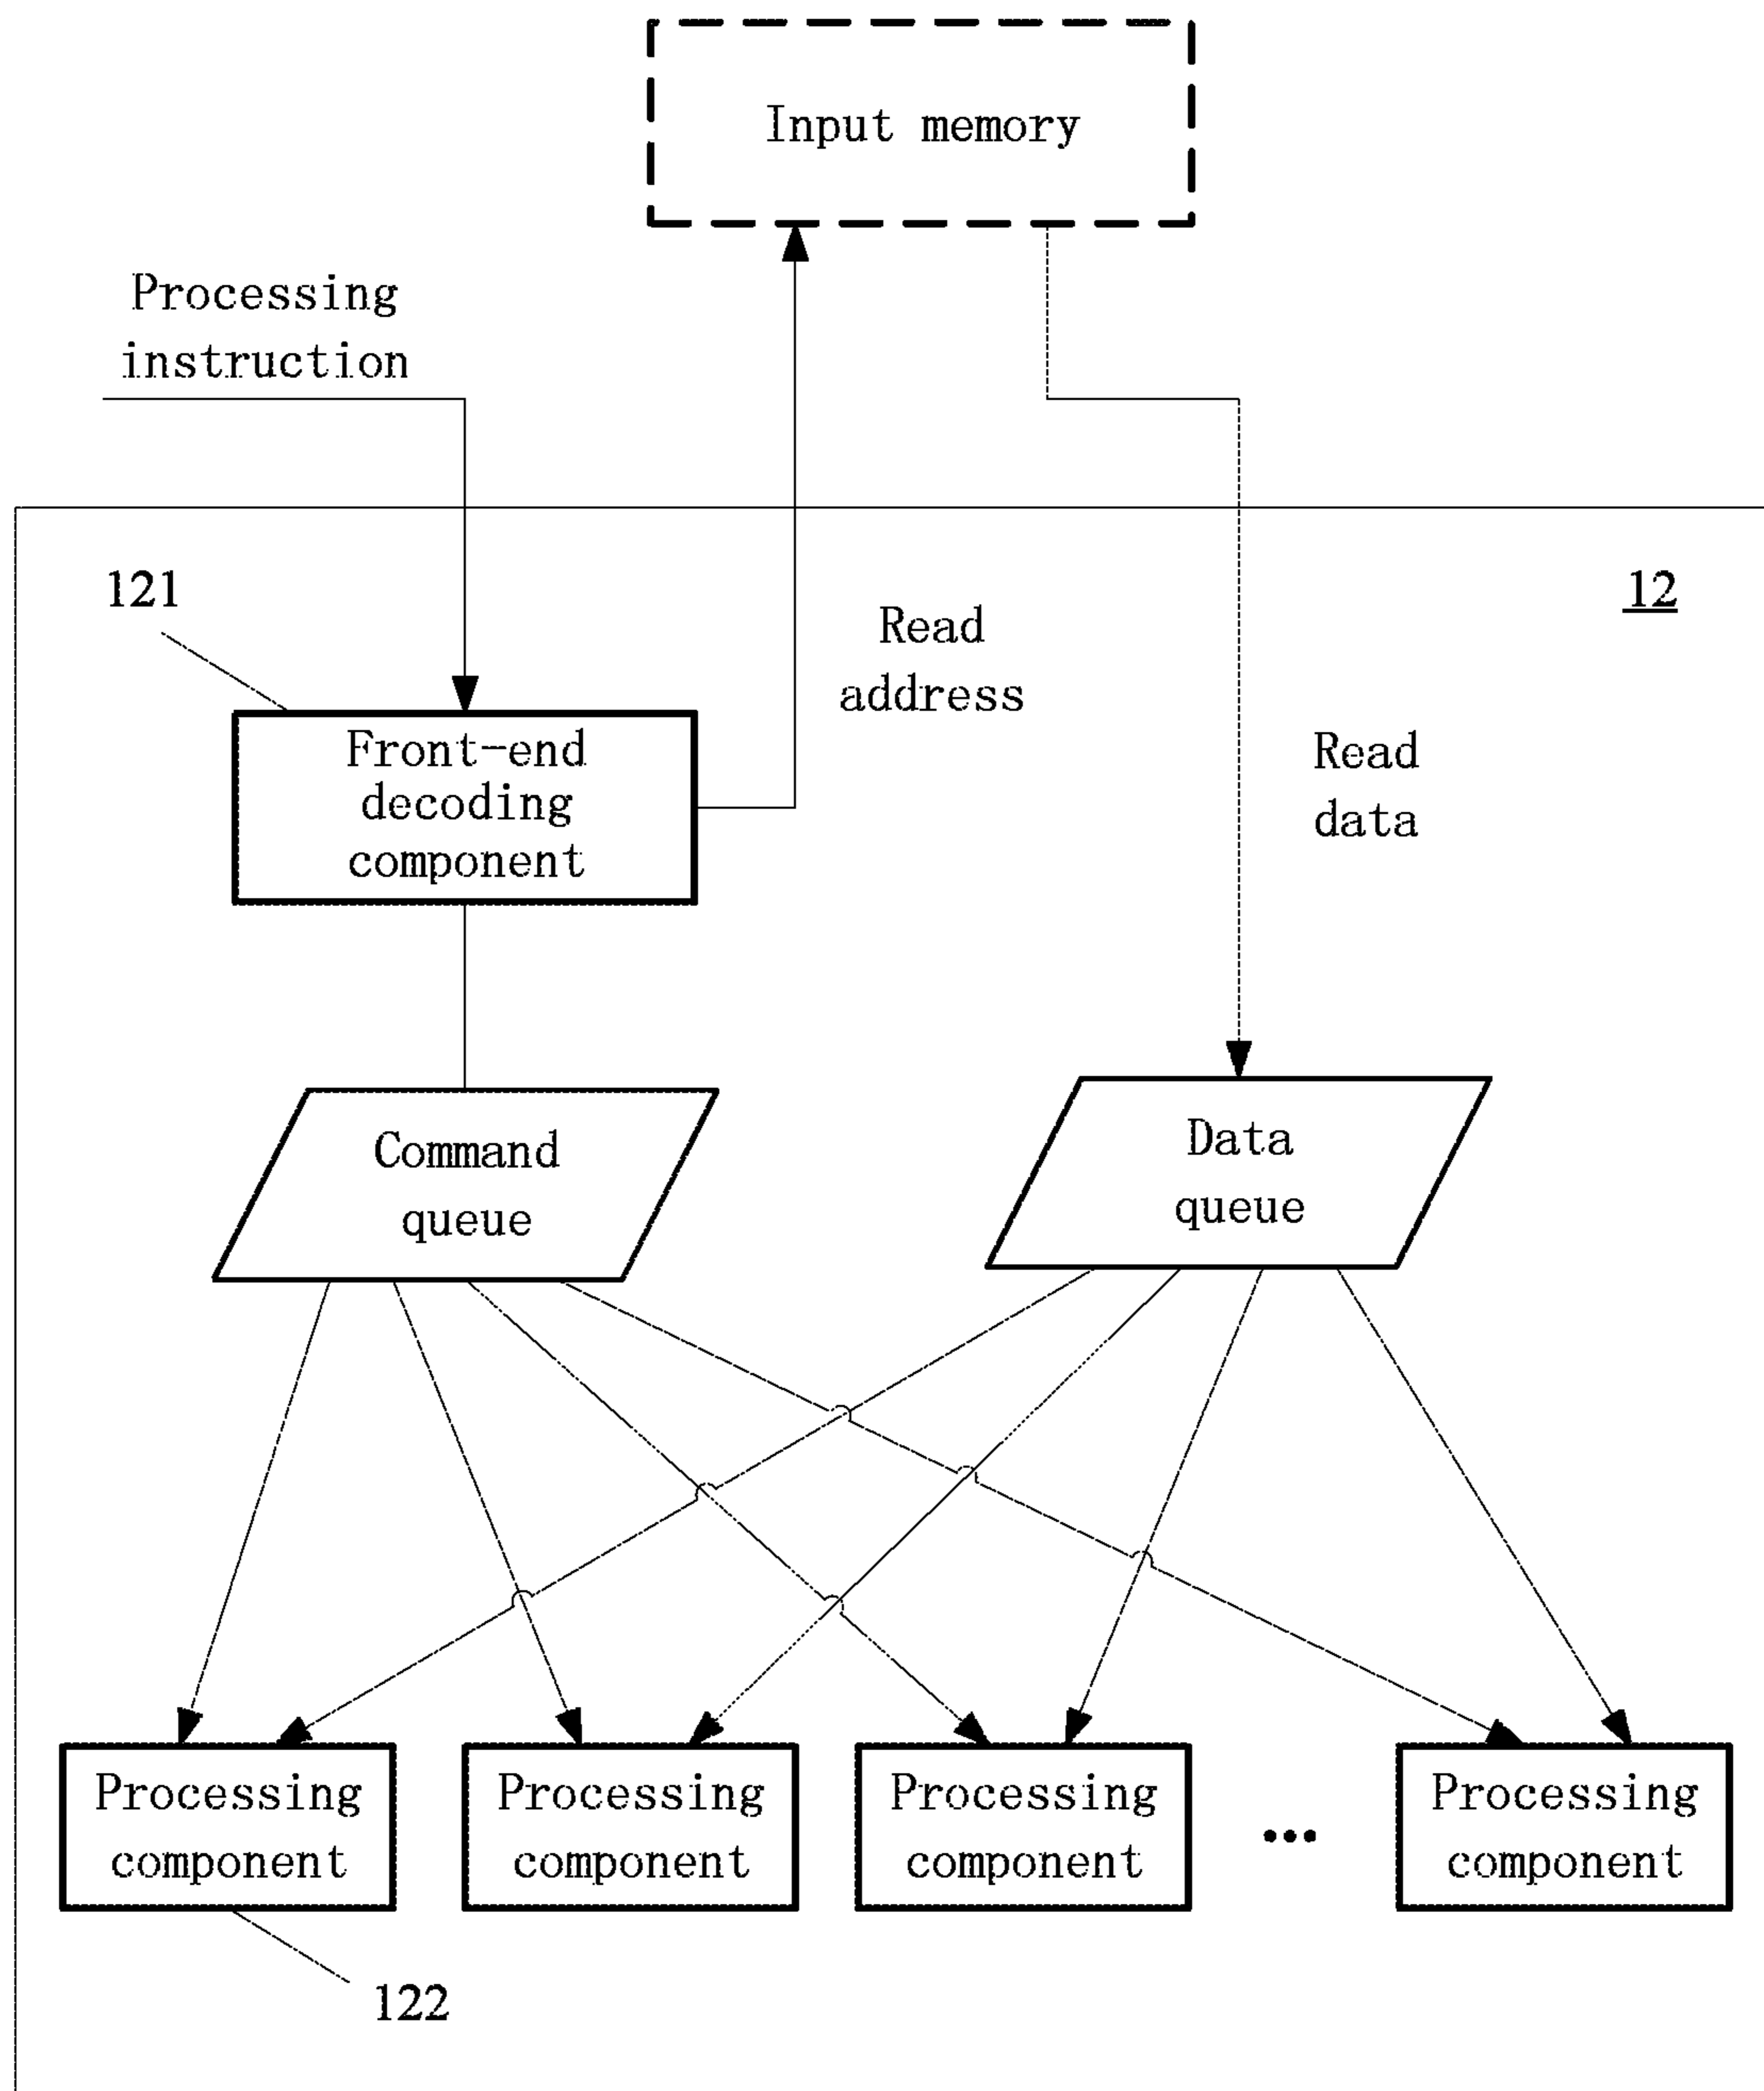 Input memory
Processing
instruction
121
12
Read
address
Front-end
decoding
component
Read
data
Command
queue
Data
queue
Processing
component
Processing
component
Processing
component
...
Processing
component
122